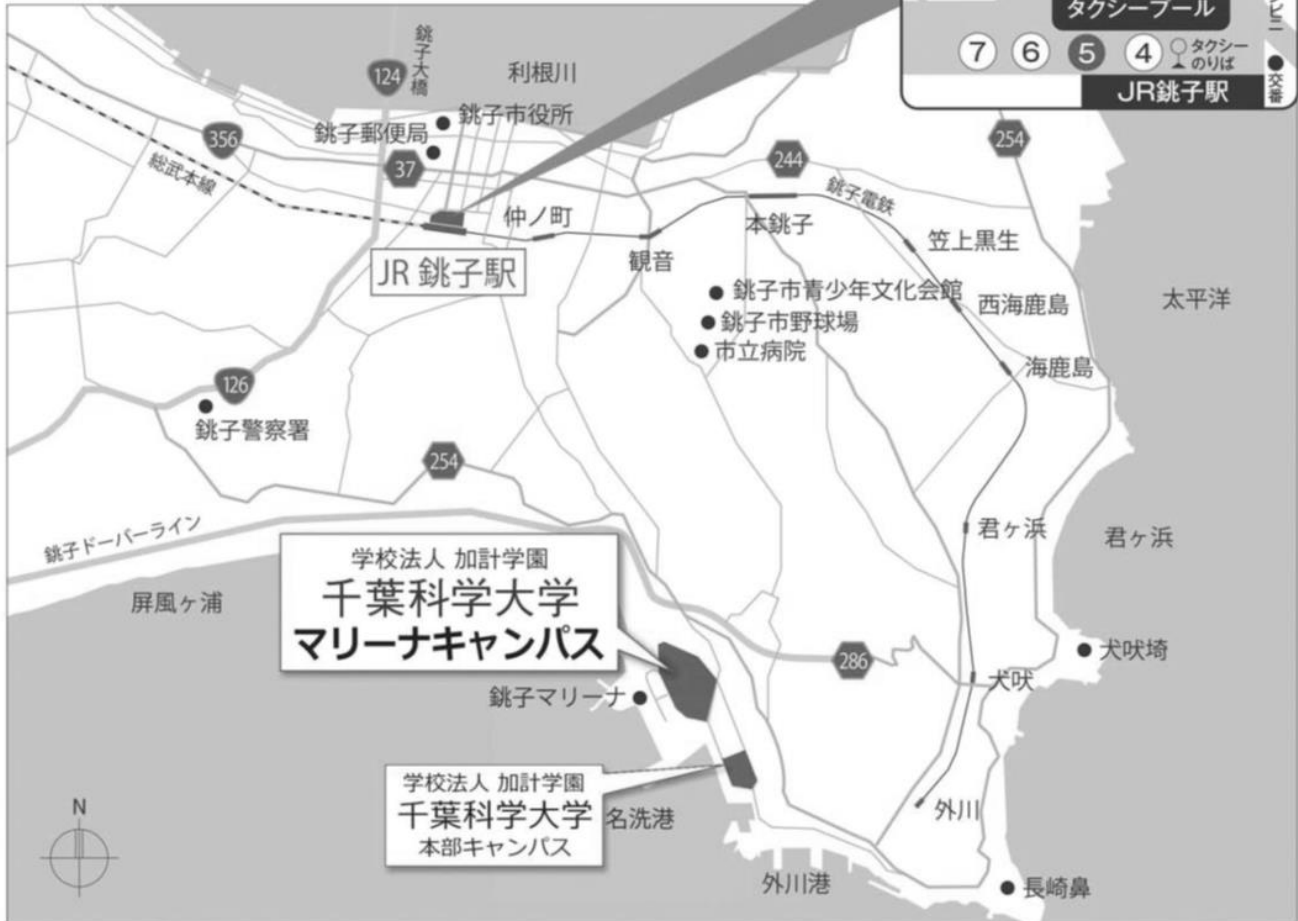 タクシープール
コンビニ
⑦ ⑥ ⑤ ④ タクシー
のりば
交番
JR銚子駅
銚子大橋
124
利根川
銚子市役所
356
銚子郵便局
37
254
244
総武本線
銚子電鉄
仲ノ町
本銚子
笠上黒生
観音
JR 銚子駅
銚子市青少年文化会館
西海鹿島
太平洋
銚子市野球場
市立病院
海鹿島
126
銚子警察署
254
銚子ドーバーライン
君ヶ浜
君ヶ浜
学校法人 加計学園
千葉科学大学
マリーナキャンパス
屏風ヶ浦
286
犬吠埼
犬吠
銚子マリーナ
学校法人 加計学園
千葉科学大学
本部キャンパス
名洗港
外川
N
外川港
長崎鼻